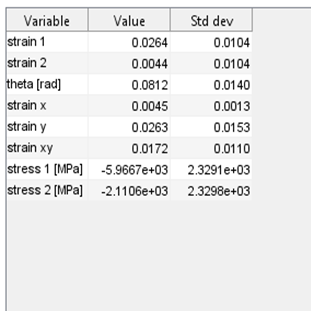 Variable Value Std dev
strain 1 0.0264 0.0104
strain 2 0.0044 0.0104
theta [rad] 0.0812 0.0140
strain x 0.0045 0.0013
strain y 0.0263 0.0153
strain xy 0.0172 0.0110
stress 1 [MPa] -5.9667e+03 2.3291e+03
stress 2 [MPa] -2.1106e+03 2.3298e+03